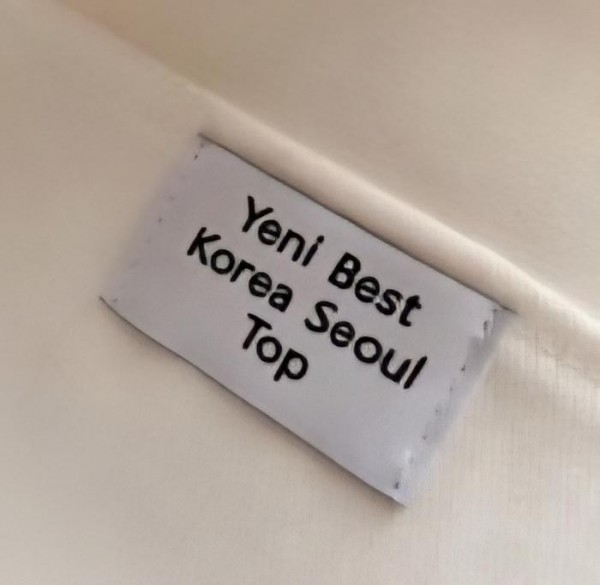 Yeni Best
Korea Seoul
Top